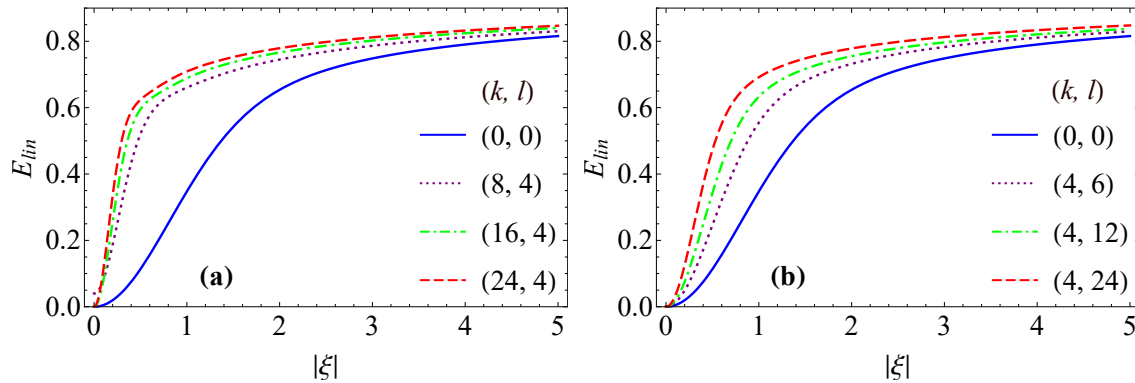 E_lin
0.8
0.6
0.4
0.2
0.0
(k, l)
(0, 0)
(8, 4)
(16, 4)
(24, 4)
(a)
0 1 2 3 4 5
|ξ|
E_lin
0.8
0.6
0.4
0.2
0.0
(k, l)
(0, 0)
(4, 6)
(4, 12)
(4, 24)
(b)
0 1 2 3 4 5
|ξ|